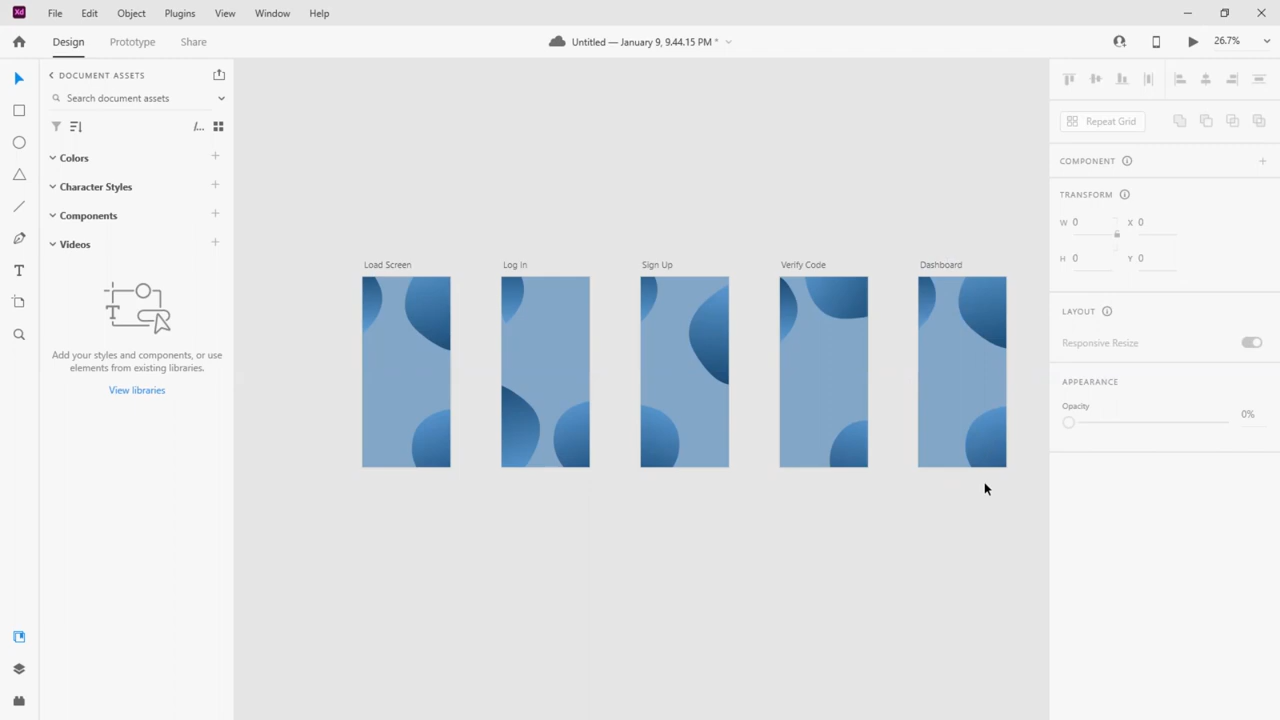 Xd File Edit Object Plugins View Window Help
Design Prototype Share Untitled — January 9, 9.44.15 PM * 26.7%
DOCUMENT ASSETS
Search document assets
/...
Colors
Character Styles
Components
Videos
Add your styles and components, or use
elements from existing libraries.
View libraries
Load Screen
Log in
Sign Up
Verify Code
Dashboard
Repeat Grid
COMPONENT
TRANSFORM
W 0 X 0
H 0 Y 0
LAYOUT
Responsive Resize
APPEARANCE
Opacity
0%